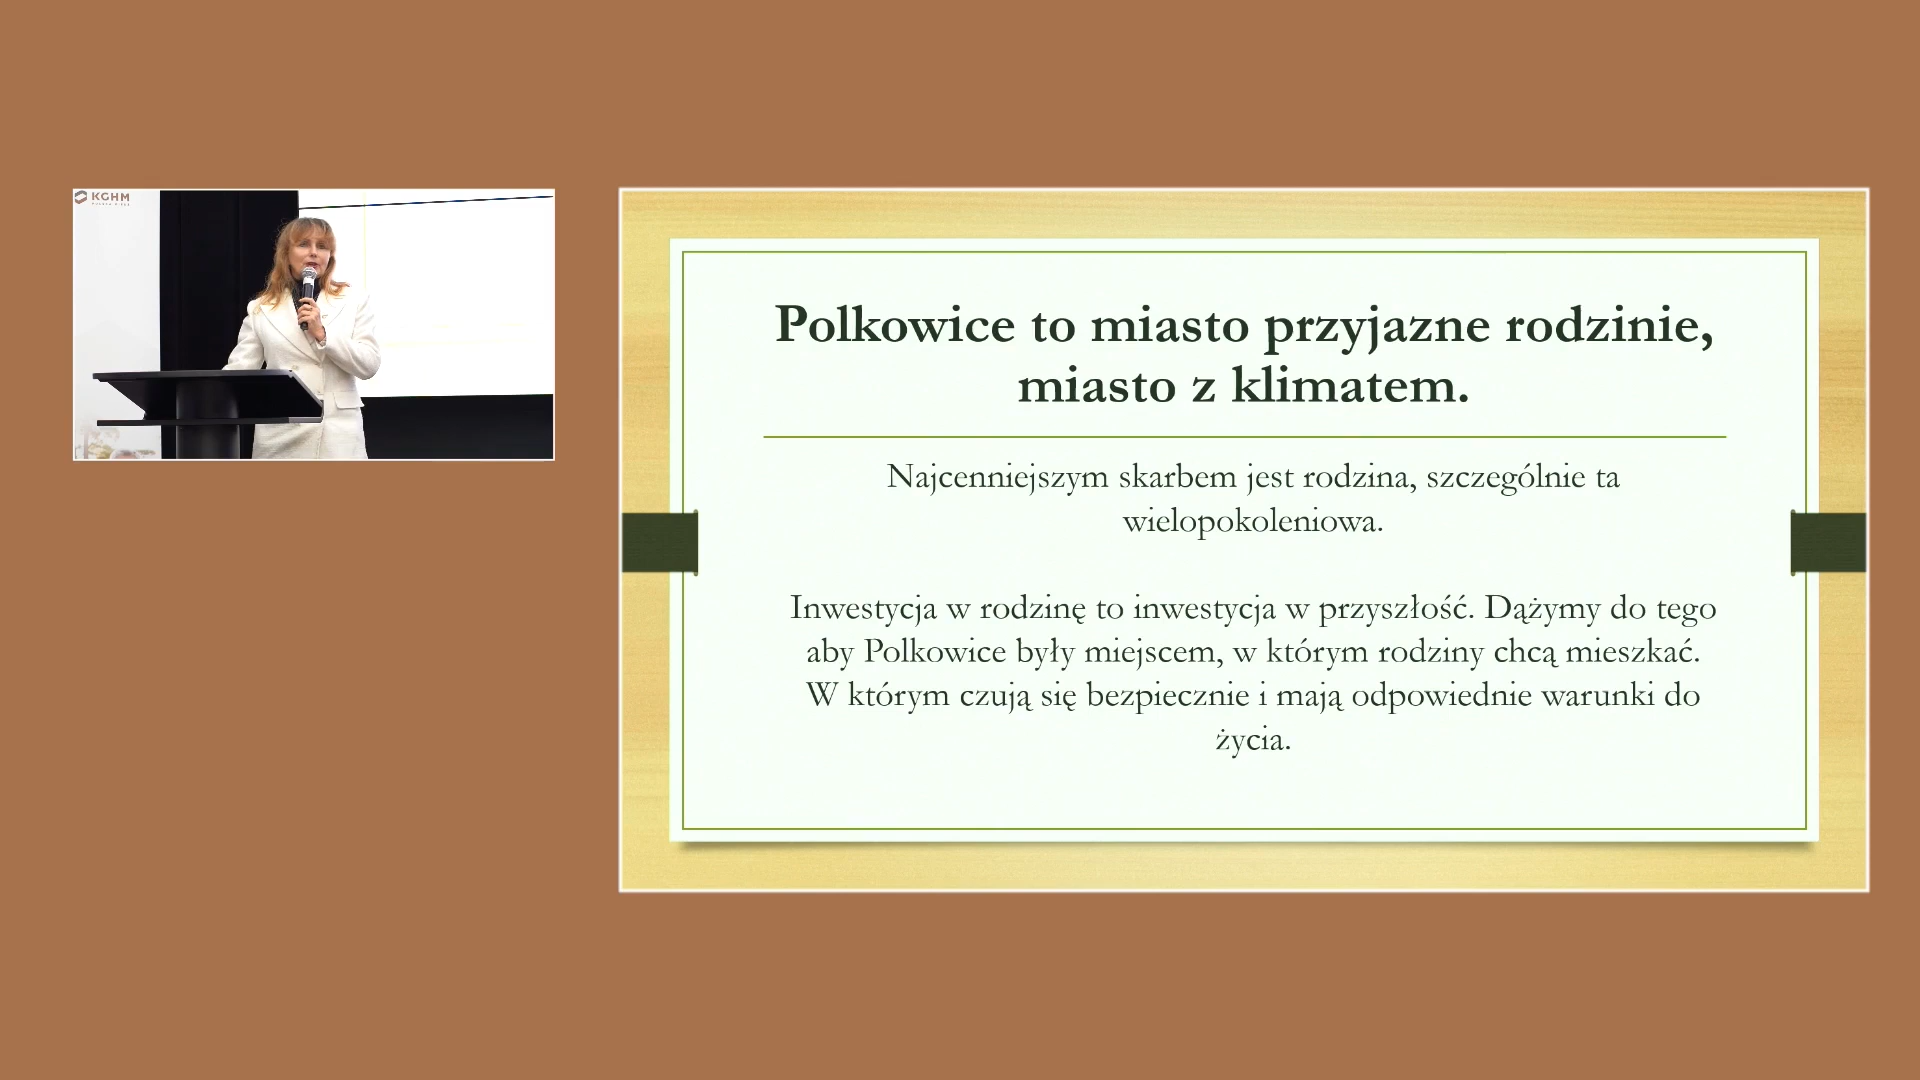 KGHM
Polkowice to miasto przyjazne rodzinie,
miasto z klimatem.
Najcenniejszym skarbem jest rodzina, szczególnie ta
wielopokoleniowa.
Inwestycja w rodzinę to inwestycja w przyszłość. Dążymy do tego
aby Polkowice były miejscem, w którym rodziny chcą mieszkać.
W którym czują się bezpiecznie i mają odpowiednie warunki do
życia.